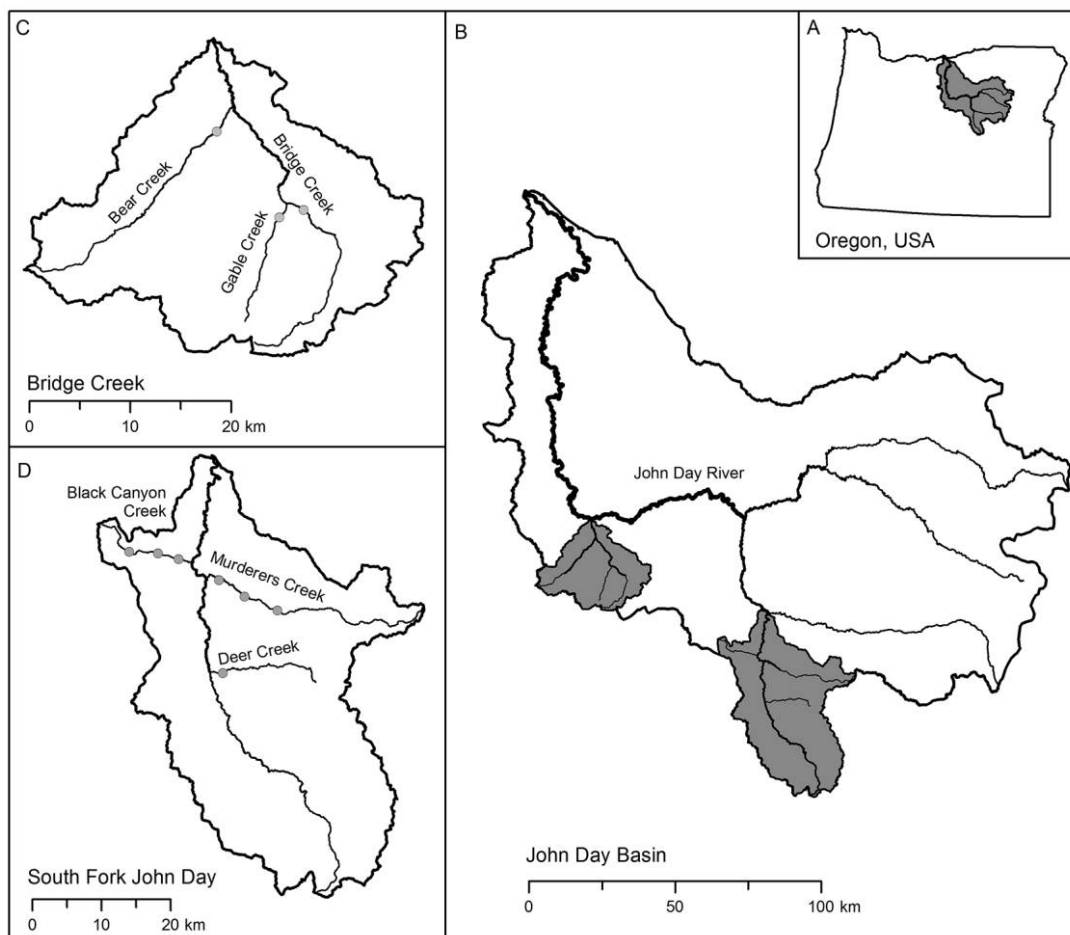 C
Bear Creek
Bridge Creek
Gable Creek
Bridge Creek
0 10 20 km
D
Black Canyon
Creek
Murderers Creek
Deer Creek
South Fork John Day
0 10 20 km
B
John Day River
John Day Basin
0 50 100 km
A
Oregon, USA